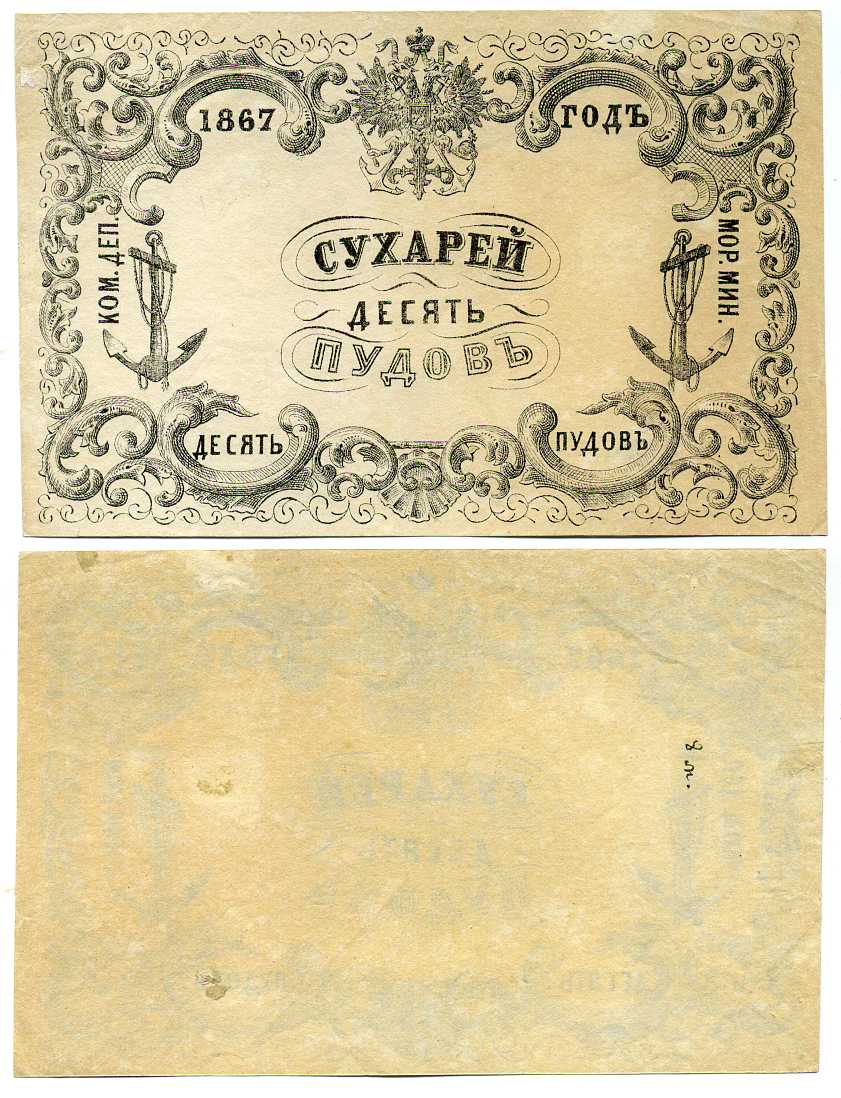 1867 ГОДЪ
КОМ. ДЕП.
МОР. МИН.
СУХАРЕЙ
ДЕСЯТЬ
ПУДОВЪ
ДЕСЯТЬ ПУДОВЪ